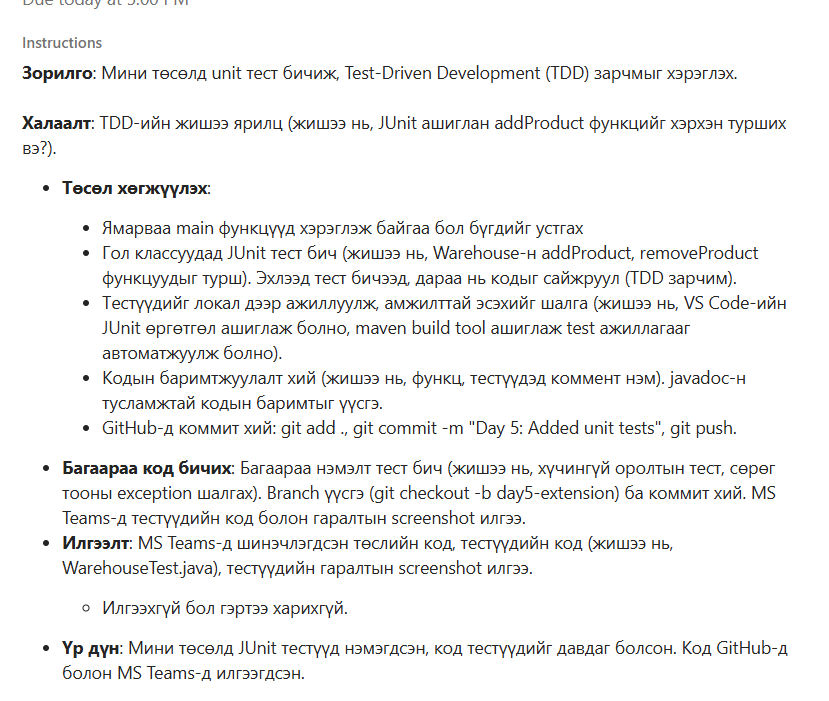 Due today at 5:00 PM
Instructions
Зорилго: Мини төсөлд unit тест бичиж, Test-Driven Development (TDD) зарчмыг хэрэглэх.
Халаалт: TDD-ийн жишээ ярилц (жишээ нь, JUnit ашиглан addProduct функцийг хэрхэн турших
вэ?).
• Төсөл хөгжүүлэх:
• Ямарваа main функцүүд хэрэглэж байгаа бол бүгдийг устгах
• Гол классуудад JUnit тест бич (жишээ нь, Warehouse-н addProduct, removeProduct
функцуудыг турш). Эхлээд тест бичээд, дараа нь кодыг сайжруул (TDD зарчим).
• Тестүүдийг локал дээр ажиллуулж, амжилттай эсэхийг шалга (жишээ нь, VS Code-ийн
JUnit өргөтгөл ашиглаж болно, maven build tool ашиглаж test ажиллагааг
автоматжуулж болно).
• Кодын баримтжуулалт хий (жишээ нь, функц, тестүүдэд коммент нэм). javadoc-н
тусламжтай кодын баримтыг үүсгэ.
• GitHub-д коммит хий: git add ., git commit -m "Day 5: Added unit tests", git push.
• Багаараа код бичих: Багаараа нэмэлт тест бич (жишээ нь, хүчингүй оролтын тест, сөрөг
тооны exception шалгах). Branch үүсгэ (git checkout -b day5-extension) ба коммит хий. MS
Teams-д тестүүдийн код болон гаралтын screenshot илгээ.
• Илгээлт: MS Teams-д шинэчлэгдсэн төслийн код, тестүүдийн код (жишээ нь,
WarehouseTest.java), тестүүдийн гаралтын screenshot илгээ.
◦ Илгээхгүй бол гэртээ харихгүй.
• Үр дүн: Мини төсөлд JUnit тестүүд нэмэгдсэн, код тестүүдийг давдаг болсон. Код GitHub-д
болон MS Teams-д илгээгдсэн.